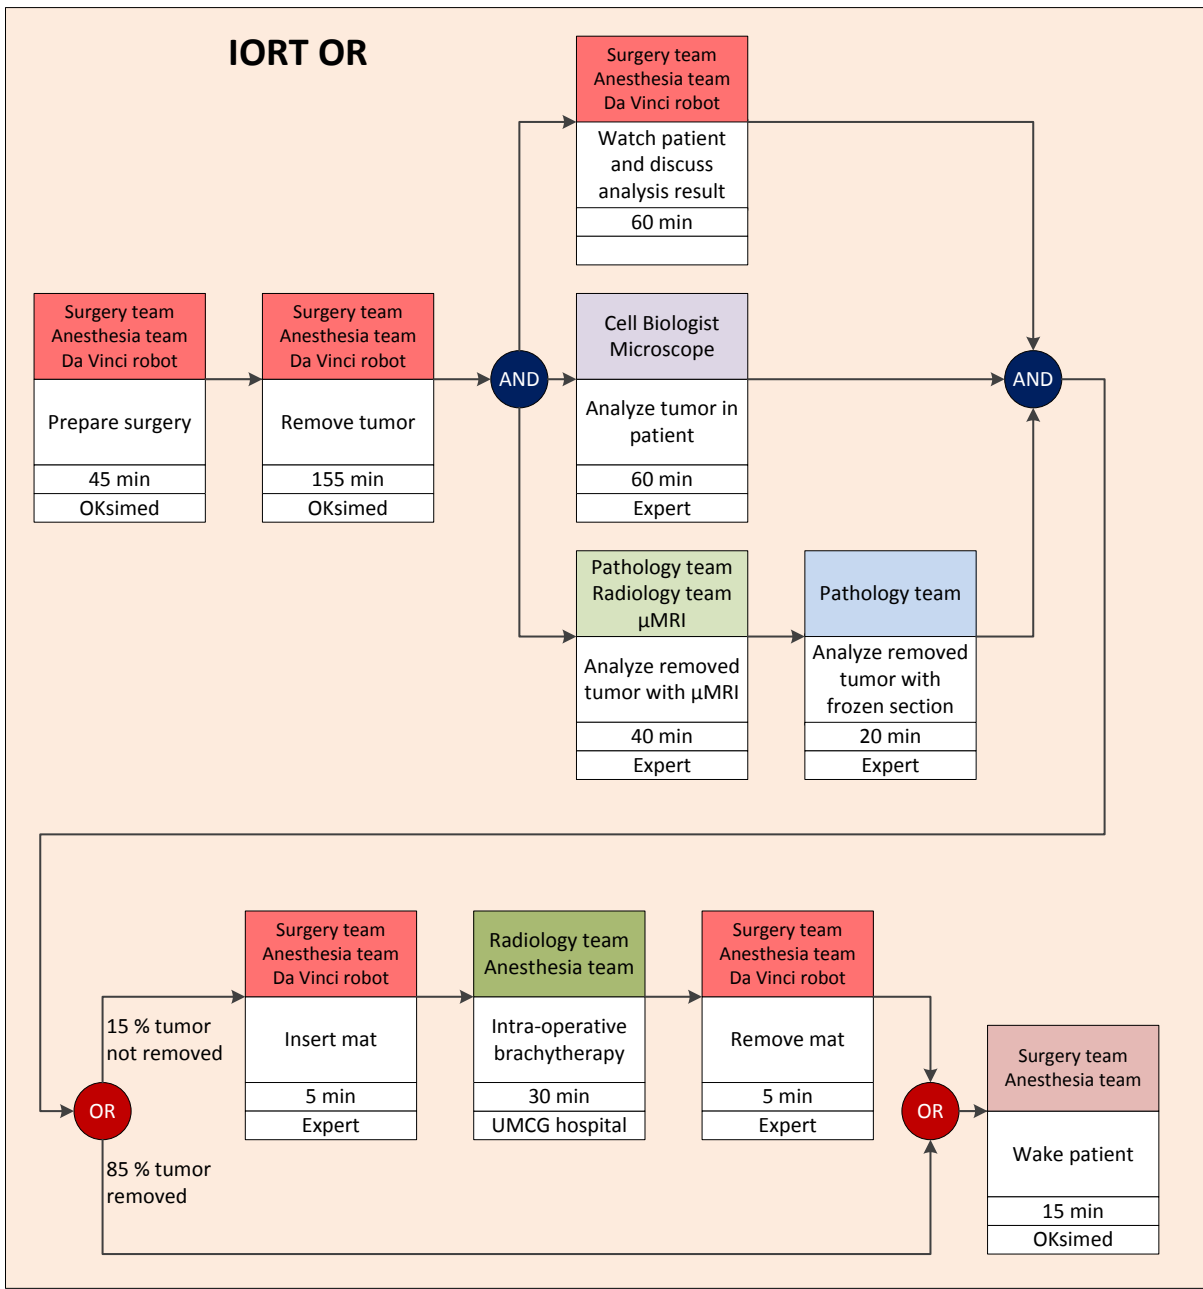 IORT OR
Surgery team
Anesthesia team
Da Vinci robot
Watch patient
and discuss
analysis result
60 min
Surgery team
Anesthesia team
Da Vinci robot
Prepare surgery
45 min
OKsimed
Surgery team
Anesthesia team
Da Vinci robot
Remove tumor
155 min
OKsimed
AND
Cell Biologist
Microscope
Analyze tumor in
patient
60 min
Expert
AND
Pathology team
Radiology team
µMRI
Analyze removed
tumor with µMRI
40 min
Expert
Pathology team
Analyze removed
tumor with
frozen section
20 min
Expert
OR
15 % tumor
not removed
85 % tumor
removed
Surgery team
Anesthesia team
Da Vinci robot
Insert mat
5 min
Expert
Radiology team
Anesthesia team
Intra-operative
brachytherapy
30 min
UMCG hospital
Surgery team
Anesthesia team
Da Vinci robot
Remove mat
5 min
Expert
OR
Surgery team
Anesthesia team
Wake patient
15 min
OKsimed